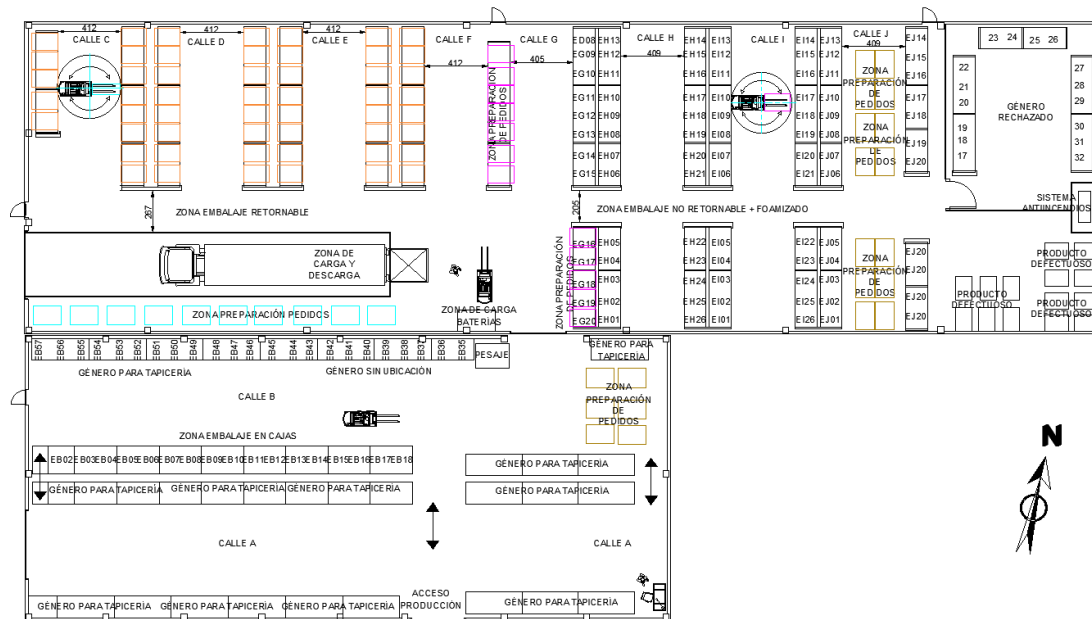 412
CALLE C
412
CALLE D
412
CALLE E
CALLE F
412
CALLE G
405
CALLE H
409
CALLE I
CALLE J
409
ED08 EH13
EG09 EH12
EG10 EH11
EG11 EH10
EG12 EH09
EG13 EH08
EG14 EH07
EG15 EH06
EH14 EI13
EH15 EI12
EH16 EI11
EH17 EI10
EH18 EI09
EH19 EI08
EH20 EI07
EH21 EI06
EI14 EJ13
EI15 EJ12
EI16 EJ11
EI17 EJ10
EI18 EJ09
EI19 EJ08
EI20 EJ07
EI21 EJ06
EJ14
EJ15
EJ16
EJ17
EJ18
EJ19
EJ20
ZONA PREPARACIÓN
DE PEDIDOS
ZONA
PREPARACIÓN
DE
PEDIDOS
ZONA
PREPARACIÓN
DE
PEDIDOS
23 24 25 26
22
21
20
19
18
17
27
28
29
30
31
32
GÉNERO
RECHAZADO
267
ZONA EMBALAJE RETORNABLE
205
ZONA EMBALAJE NO RETORNABLE + FOAMIZADO
SISTEMA
ANTIINCENDIOS
ZONA DE
CARGA Y
DESCARGA
ZONA PREPARACIÓN PEDIDOS
ZONA DE CARGA
BATERÍAS
ZONA PREPARACIÓN
DE PEDIDOS
EG16 EH05
EG17 EH04
EG18 EH03
EG19 EH02
EG20 EH01
EH22 EI05
EH23 EI04
EH24 EI03
EH25 EI02
EH26 EI01
EI22 EJ05
EI23 EJ04
EI24 EJ03
EI25 EJ02
EI26 EJ01
ZONA
PREPARACIÓN
DE
PEDIDOS
EJ20
EJ20
EJ20
EJ20
PRODUCTO
DEFECTUOSO
PRODUCTO
DEFECTUOSO
PRODUCTO
DEFECTUOSO
EB57 EB56 EB55 EB54 EB53 EB52 EB51 EB50 EB49 EB48 EB47 EB46 EB45 EB44 EB43 EB42 EB41 EB40 EB39 EB38 EB37 EB36 EB35
PESAJE
GÉNERO PARA
TAPICERÍA
GÉNERO PARA TAPICERÍA
GÉNERO SIN UBICACIÓN
CALLE B
ZONA
PREPARACIÓN
DE
PEDIDOS
ZONA EMBALAJE EN CAJAS
EB02 EB03 EB04 EB05 EB06 EB07 EB08 EB09 EB10 EB11 EB12 EB13 EB14 EB15 EB16 EB17 EB18
GÉNERO PARA TAPICERÍA
GÉNERO PARA TAPICERÍA GÉNERO PARA TAPICERÍA GÉNERO PARA TAPICERÍA
GÉNERO PARA TAPICERÍA
CALLE A
CALLE A
ACCESO
PRODUCCIÓN
GÉNERO PARA TAPICERÍA GÉNERO PARA TAPICERÍA GÉNERO PARA TAPICERÍA
GÉNERO PARA TAPICERÍA
N